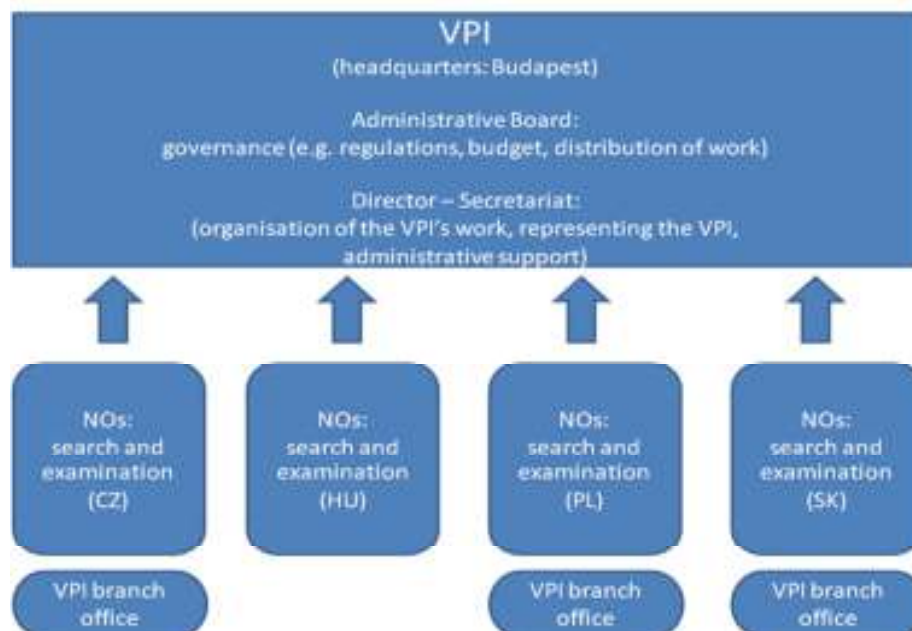 VPI
(headquarters: Budapest)
Administrative Board:
governance (e.g. regulations, budget, distribution of work)
Director – Secretariat:
(organisation of the VPI's work, representing the VPI,
administrative support)
NOs:
search and
examination
(CZ)
NOs:
search and
examination
(HU)
NOs:
search and
examination
(PL)
NOs:
search and
examination
(SK)
VPI branch
office
VPI branch
office
VPI branch
office